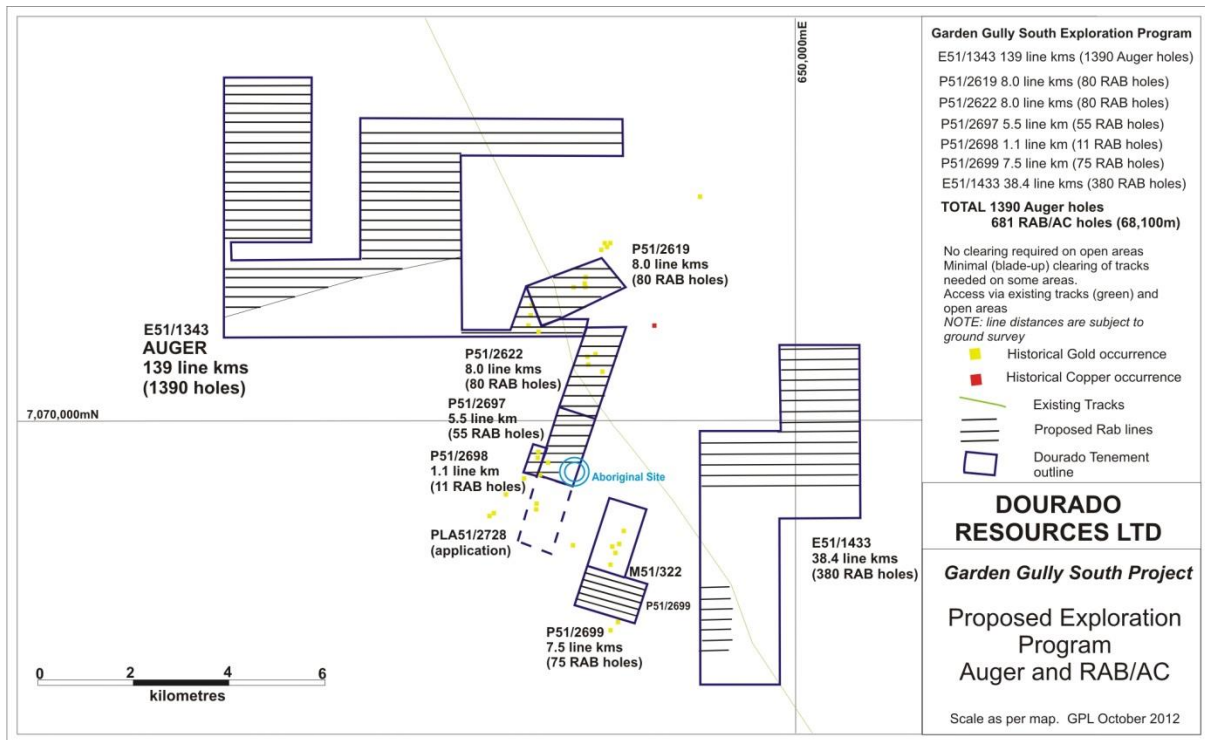 650,000mE
7,070,000mN
E51/1343
AUGER
139 line kms
(1390 holes)
P51/2619
8.0 line kms
(80 RAB holes)
P51/2622
8.0 line kms
(80 RAB holes)
P51/2697
5.5 line km
(55 RAB holes)
P51/2698
1.1 line km
(11 RAB holes)
Aboriginal Site
PLA51/2728
(application)
M51/322
P51/2699
P51/2699
7.5 line kms
(75 RAB holes)
E51/1433
38.4 line kms
(380 RAB holes)
0 2 4 6
kilometres
Garden Gully South Exploration Program
E51/1343 139 line kms (1390 Auger holes)
P51/2619 8.0 line kms (80 RAB holes)
P51/2622 8.0 line kms (80 RAB holes)
P51/2697 5.5 line km (55 RAB holes)
P51/2698 1.1 line km (11 RAB holes)
P51/2699 7.5 line km (75 RAB holes)
E51/1433 38.4 line kms (380 RAB holes)
TOTAL 1390 Auger holes
681 RAB/AC holes (68,100m)
No clearing required on open areas
Minimal (blade-up) clearing of tracks
needed on some areas.
Access via existing tracks (green) and
open areas
NOTE: line distances are subject to
ground survey
Historical Gold occurrence
Historical Copper occurrence
Existing Tracks
Proposed Rab lines
Dourado Tenement
outline
DOURADO
RESOURCES LTD
Garden Gully South Project
Proposed Exploration
Program
Auger and RAB/AC
Scale as per map. GPL October 2012